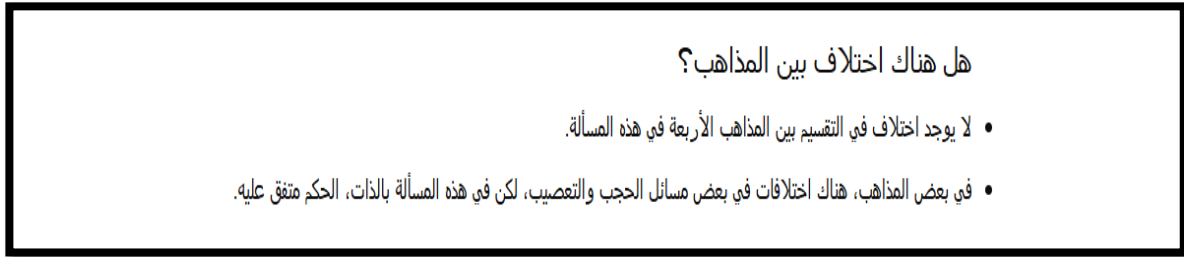 هل هناك اختلاف بين المذاهب؟
• لا يوجد اختلاف في التقسيم بين المذاهب الأربعة في هذه المسألة.
• في بعض المذاهب، هناك اختلافات في بعض مسائل الحجب والتعصيب، لكن في هذه المسألة بالذات، الحكم متفق عليه.